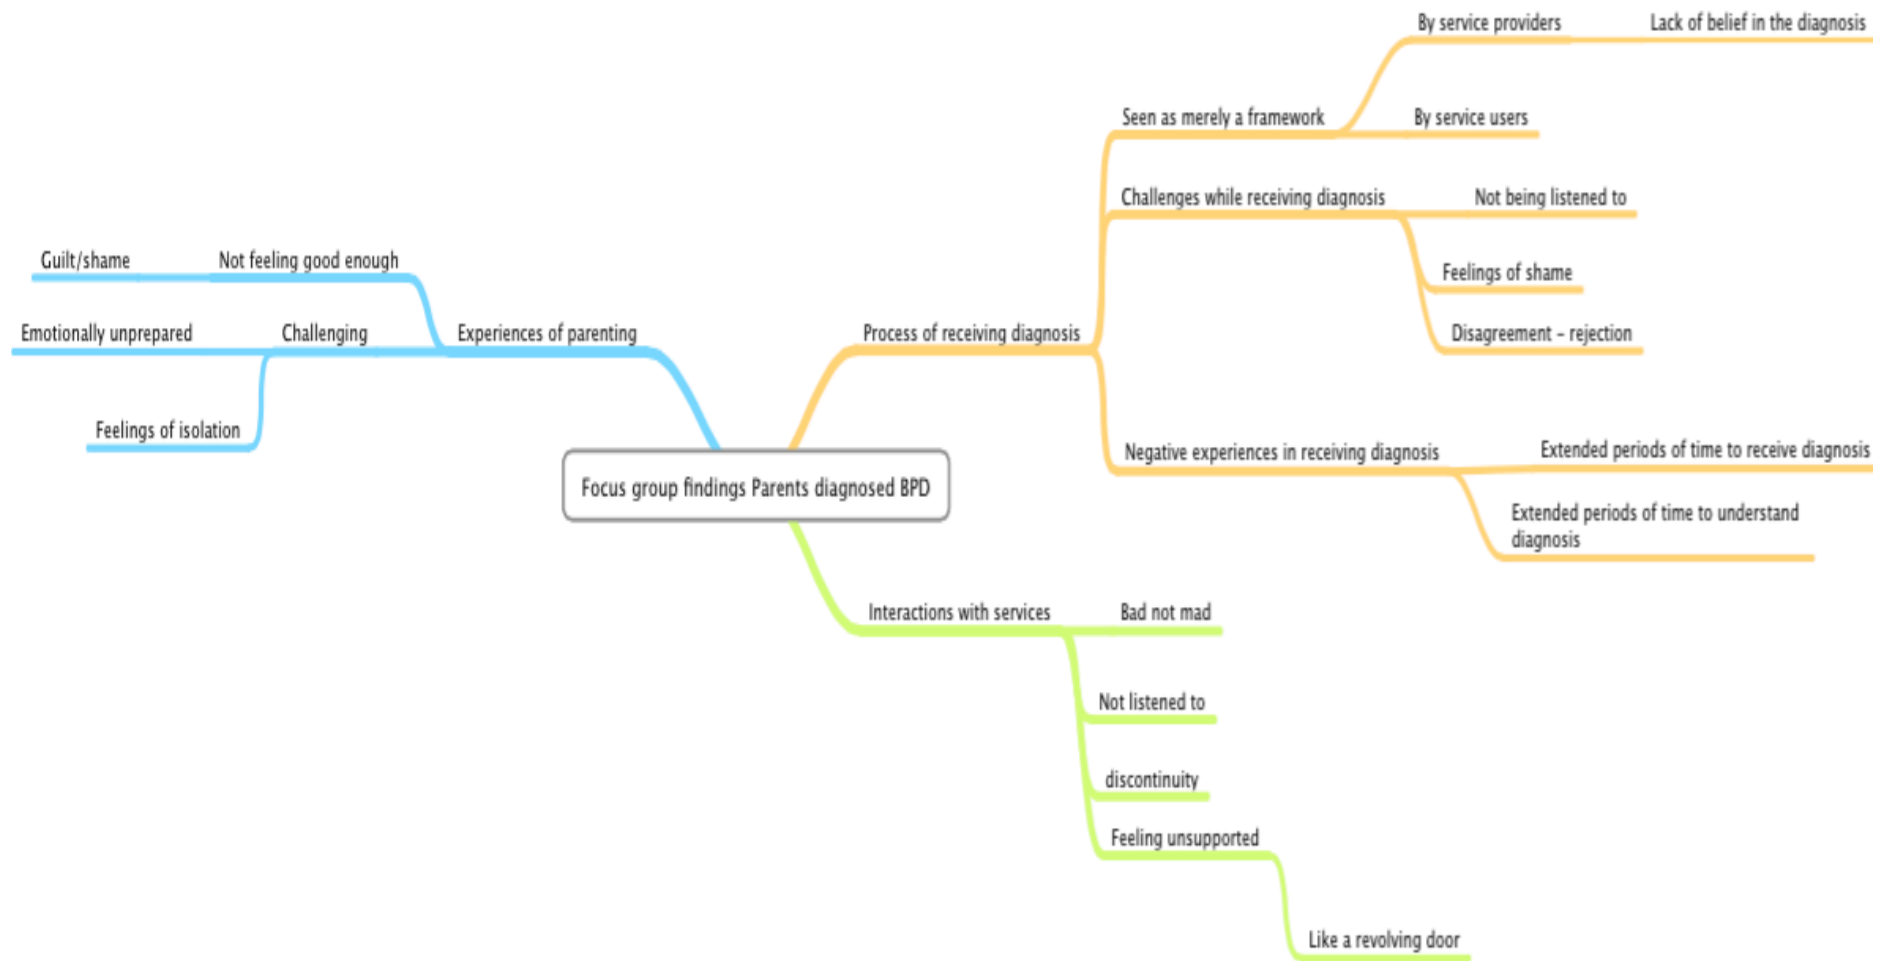 By service providers
Lack of belief in the diagnosis
Seen as merely a framework
By service users
Challenges while receiving diagnosis
Not being listened to
Feelings of shame
Disagreement – rejection
Process of receiving diagnosis
Negative experiences in receiving diagnosis
Extended periods of time to receive diagnosis
Extended periods of time to understand
diagnosis
Guilt/shame
Not feeling good enough
Emotionally unprepared
Challenging
Experiences of parenting
Feelings of isolation
Focus group findings Parents diagnosed BPD
Interactions with services
Bad not mad
Not listened to
discontinuity
Feeling unsupported
Like a revolving door